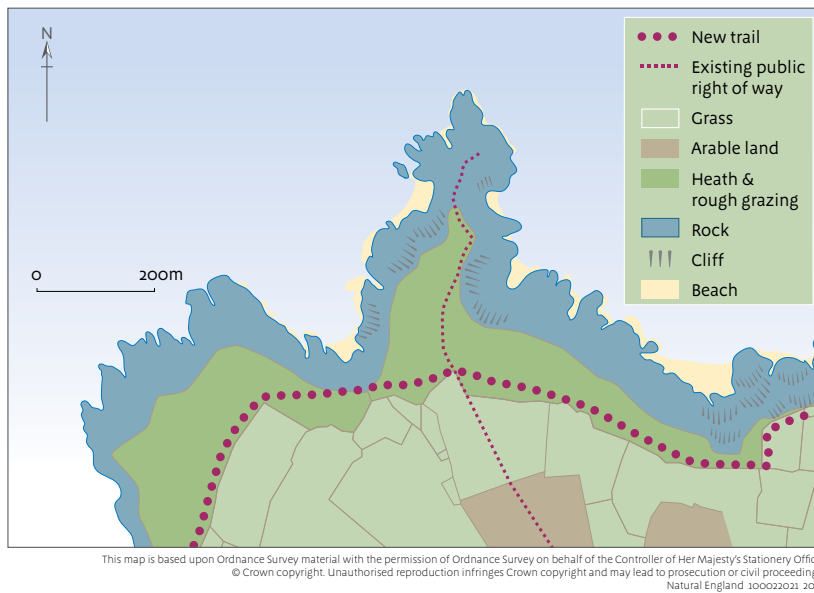 N
New trail
Existing public
right of way
Grass
Arable land
Heath &
rough grazing
Rock
Cliff
Beach
0 200m
This map is based upon Ordnance Survey material with the permission of Ordnance Survey on behalf of the Controller of Her Majesty's Stationery
© Crown copyright. Unauthorised reproduction infringes Crown copyright and may lead to prosecution or civil
Natural England 100022021